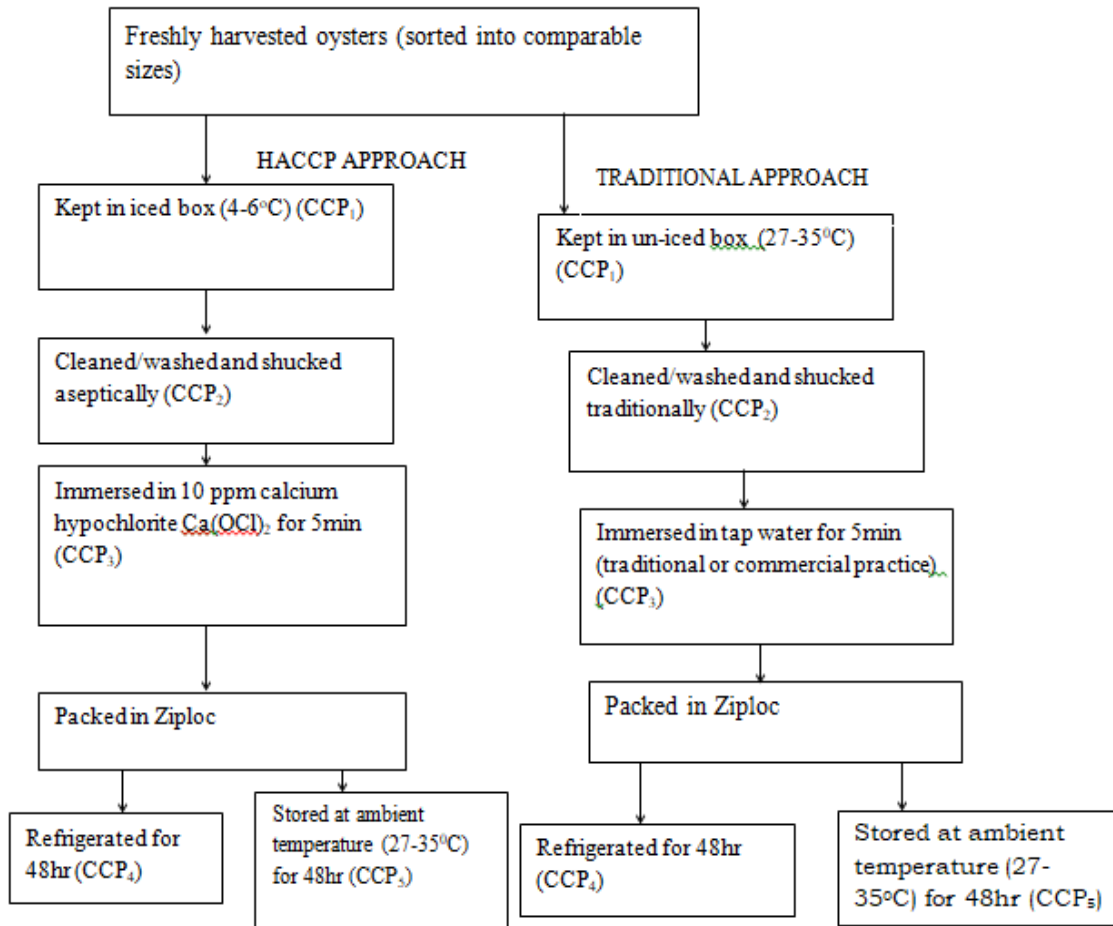 Freshly harvested oysters (sorted into comparable
sizes)
HACCP APPROACH
TRADITIONAL APPROACH
Kept in iced box (4-6°C) (CCP₁)
Kept in un-iced box (27-35⁰C)
(CCP₁)
Cleaned/washed and shucked
aseptically (CCP₂)
Cleaned/washed and shucked
traditionally (CCP₂)
Immersed in 10 ppm calcium
hypochlorite Ca(OCl)₂ for 5min
(CCP₃)
Immersed in tap water for 5min
(traditional or commercial practice)
(CCP₃)
Packed in Ziploc
Packed in Ziploc
Refrigerated for
48hr (CCP₄)
Stored at ambient
temperature (27-35⁰C)
for 48hr (CCP₅)
Refrigerated for 48hr
(CCP₄)
Stored at ambient
temperature (27-
35°C) for 48hr (CCP₅)